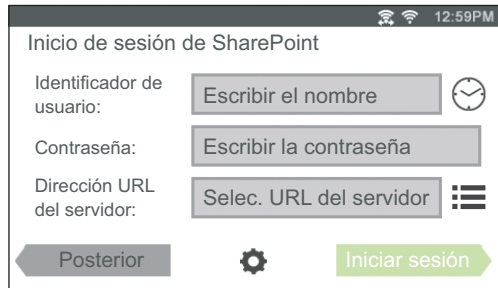 12:59PM
Inicio de sesión de SharePoint
Identificador de
usuario:
Escribir el nombre
Contraseña:
Escribir la contraseña
Dirección URL
del servidor:
Selec. URL del servidor
Posterior
Iniciar sesión